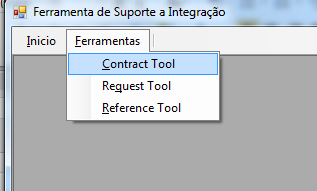 Ferramenta de Suporte a Integração
Inicio Ferramentas
Contract Tool
Request Tool
Reference Tool